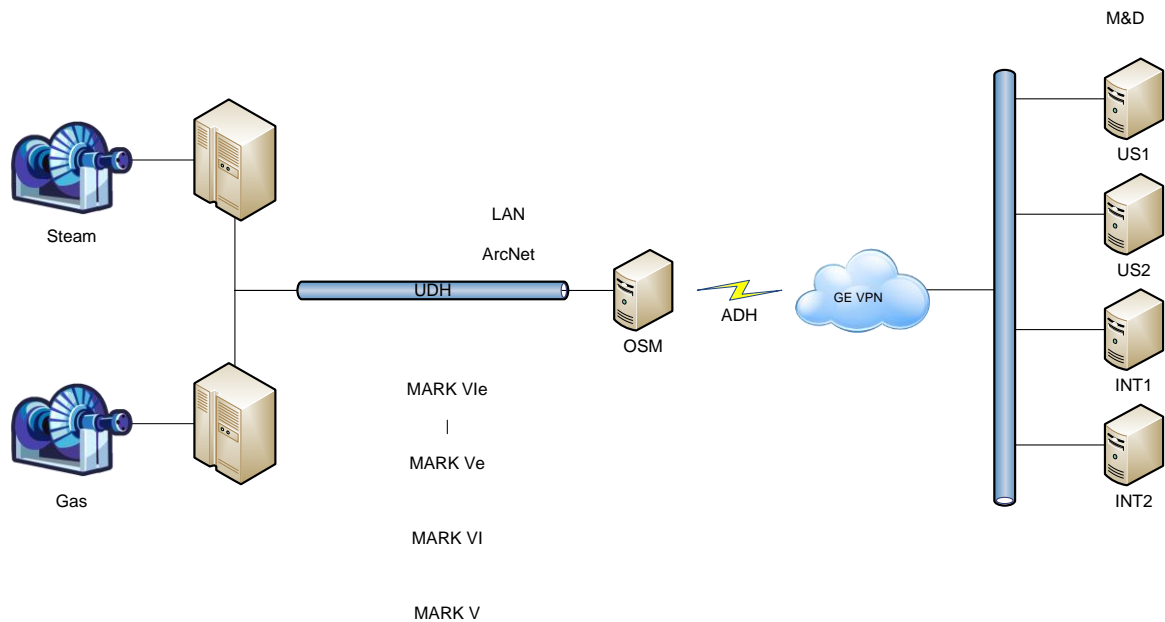 M&D
US1
LAN
Steam
ArcNet
US2
UDH
GE VPN
ADH
OSM
INT1
MARK VIe
|
MARK Ve
Gas
INT2
MARK VI
MARK V